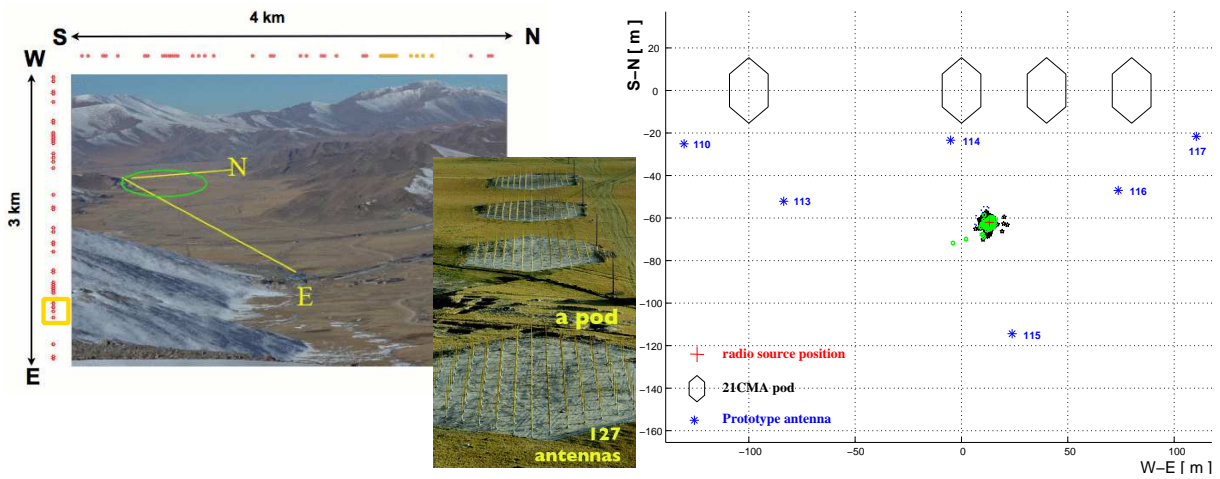 4 km
S
N
W
3 km
E
N
E
a pod
127
antennas
S-N [ m ]
20
0
−20
−40
−60
−80
−100
−120
−140
−160
110
113
114
115
116
117
radio source position
21CMA pod
Prototype antenna
−100
−50
0
50
100
W-E [ m ]